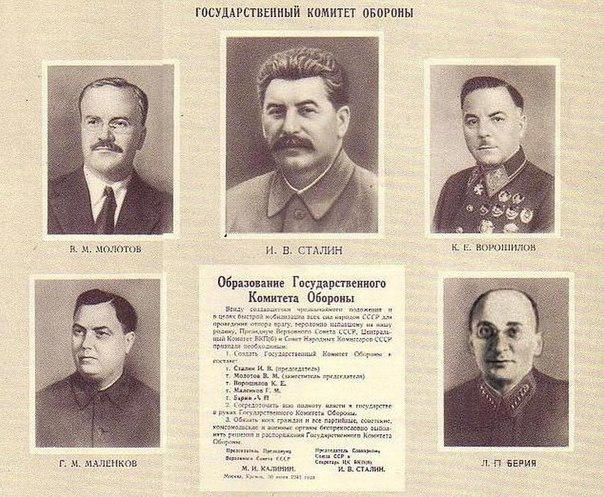 ГОСУДАРСТВЕННЫЙ КОМИТЕТ ОБОРОНЫ
В. М. МОЛОТОВ
И. В. СТАЛИН
К. Е. ВОРОШИЛОВ
Образование Государственного
Комитета Обороны
Ввиду создавшегося чрезвычайного положения и
в целях быстрой мобилизации всех сил народов СССР для
проведения отпора врагу, вероломно напавшему на нашу
родину, Президиум Верховного Совета СССР, Центральный
Комитет ВКП(б) и Совет Народных Комиссаров СССР
признали необходимым:
1. Создать Государственный Комитет Обороны в
составе:
т. Сталин И. В. (председатель)
т. Молотов В. М. (заместитель председателя)
т. Ворошилов К. Е.
т. Маленков Г. М.
т. Берия Л П
2. Сосредоточить всю полноту власти в государстве
в руках Государственного Комитета Обороны.
3. Обязать всех граждан и все партийные, советские,
комсомольские и военные органы беспрекословно выпол-
нять решения и распоряжения Государственного Комитета
Обороны.
Председатель Президиума
Верховного Совета СССР
М. И. КАЛИНИН.
Председатель Совнаркома
Союза ССР и
Секретарь ЦК ВКП(б)
И. В. СТАЛИН.
Москва, Кремль. 30 июня 1941 года
Г. М. МАЛЕНКОВ
Л. П БЕРИЯ